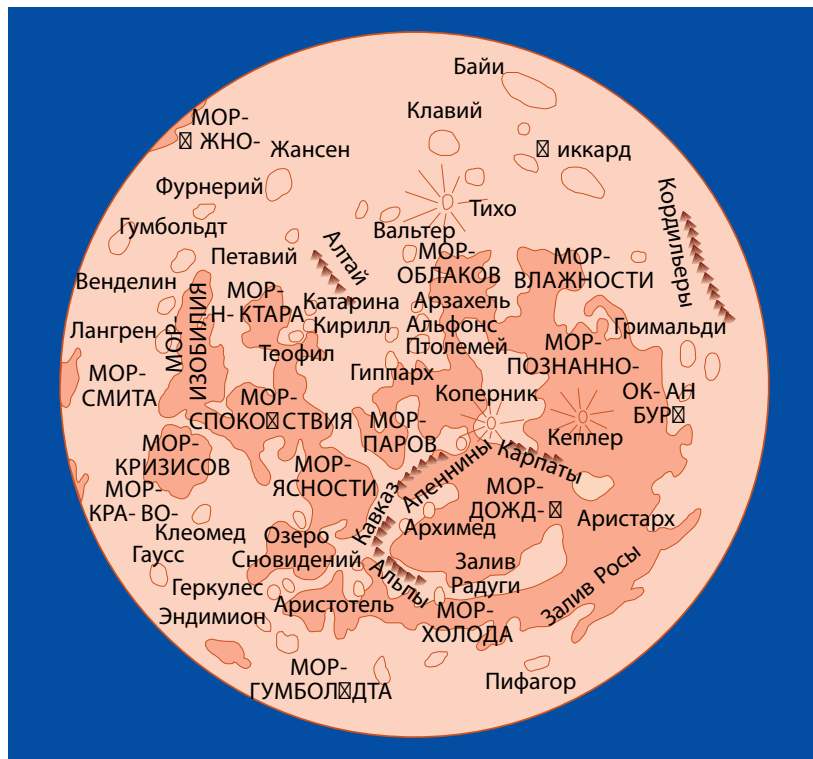 Байи
Клавий
МОР-
☒ ЖНО-
Жансен
☒ иккард
Фурнерий
Тихо
Кордильеры
Гумбольдт
Вальтер
Петавий
Алтай
МОР-
ОБЛАКОВ
МОР-
ВЛАЖНОСТИ
Венделин
МОР-
ИЗОБИЛИЯ
МОР-
Н- КТАРА
Катарина
Арзахель
Лангрен
Кирилл
Альфонс
Гримальди
Теофил
Птолемей
МОР-
ПОЗНАННО-
МОР-
СМИТА
Гиппарх
ОК- АН
БУР☒
Коперник
МОР-
СПОКО☒ СТВИЯ
МОР-
ПАРОВ
Кеплер
МОР-
КРИЗИСОВ
Апеннины
Карпаты
МОР-
ЯСНОСТИ
МОР-
КРА- ВО-
Кавказ
МОР-
ДОЖД- ☒
Аристарх
Клеомед
Озеро
Сновидений
Архимед
Гаусс
Залив
Радуги
Залив Росы
Геркулес
Альпы
Аристотель
Эндимион
МОР-
ХОЛОДА
МОР-
ГУМБОЛ☒ДТА
Пифагор